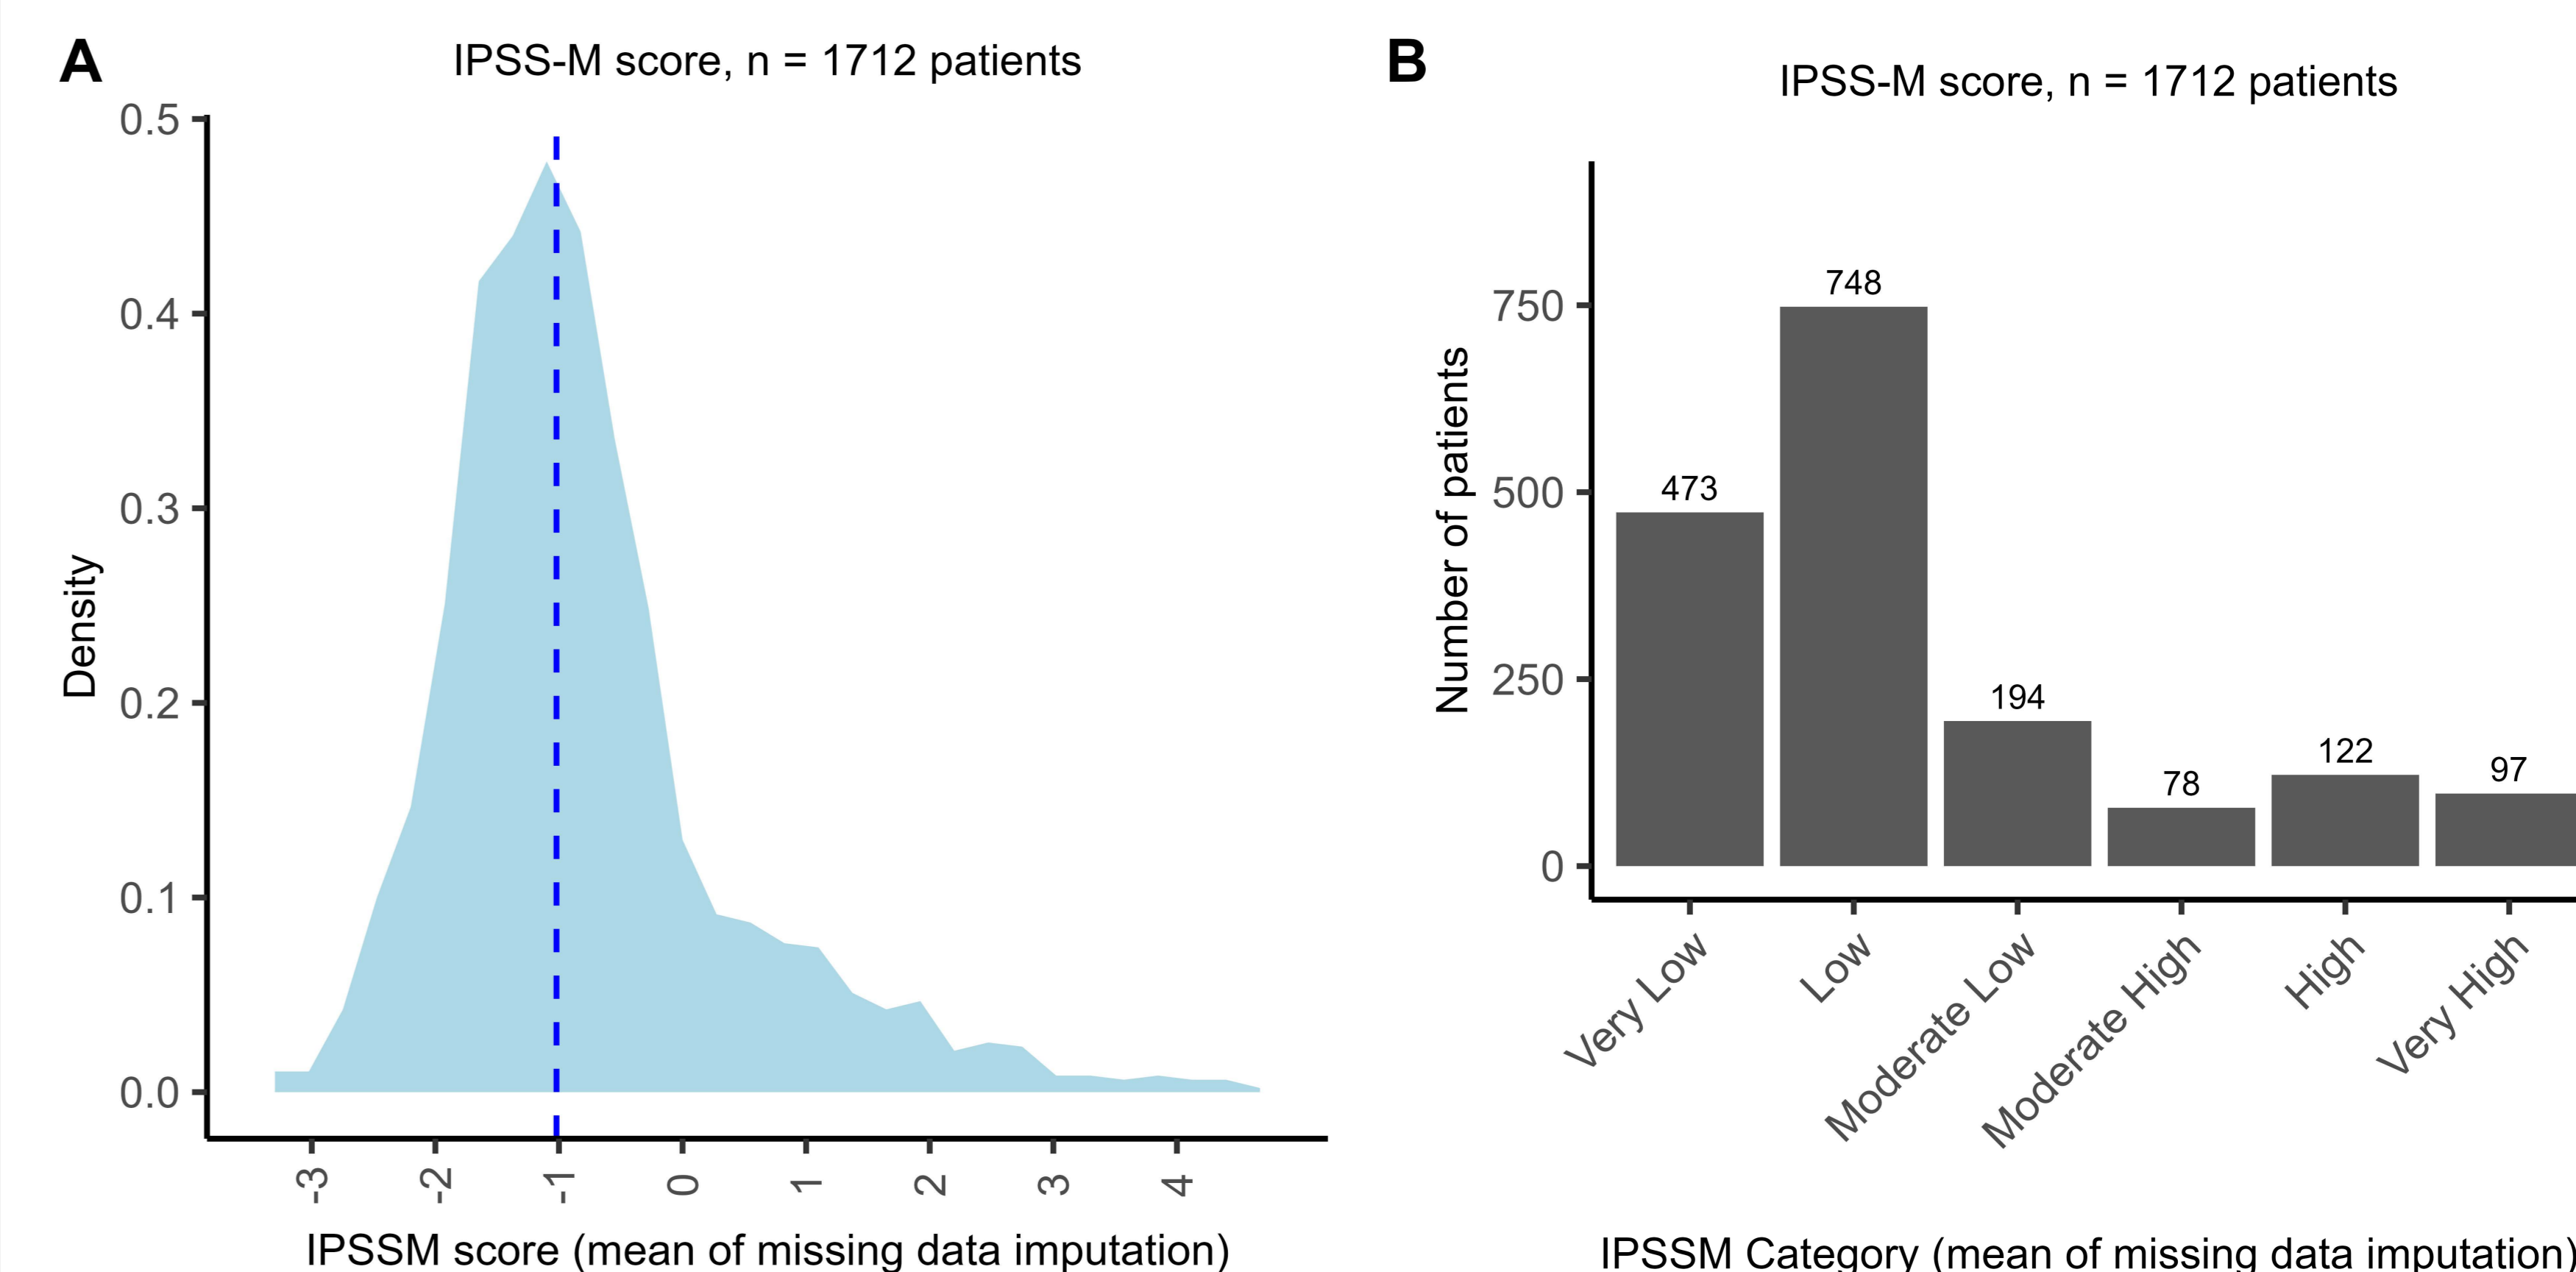 A
IPSS-M score, n = 1712 patients
0.5
0.4
0.3
0.2
0.1
0.0
Density
-3
-2
-1
0
1
2
3
4
IPSSM score (mean of missing data imputation)
B
IPSS-M score, n = 1712 patients
750
500
250
0
Number of patients
473
748
194
78
122
97
Very Low
Low
Moderate Low
Moderate High
High
Very High
IPSSM Category (mean of missing data imputation)